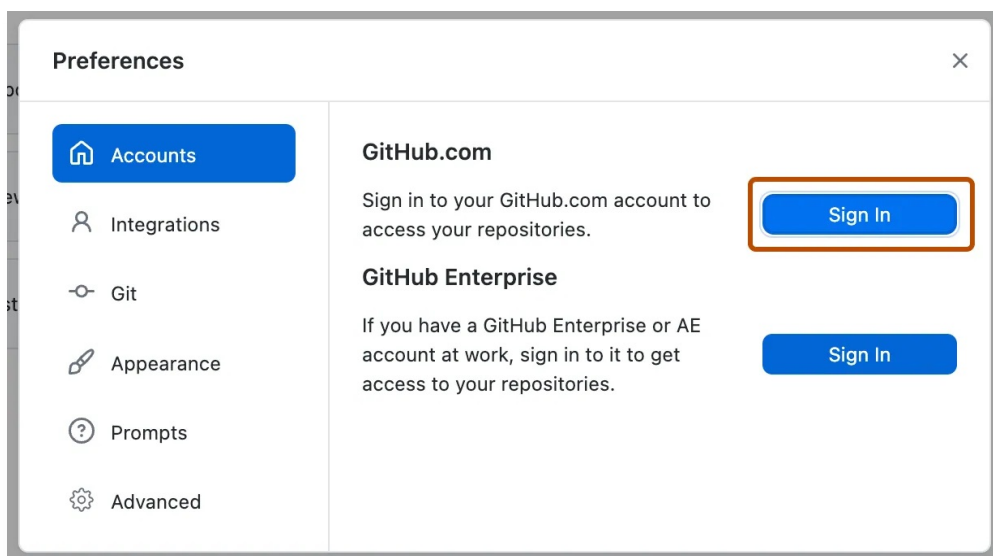 Preferences
Accounts
Integrations
Git
Appearance
Prompts
Advanced
GitHub.com
Sign in to your GitHub.com account to
access your repositories.
Sign In
GitHub Enterprise
If you have a GitHub Enterprise or AE
account at work, sign in to it to get
access to your repositories.
Sign In